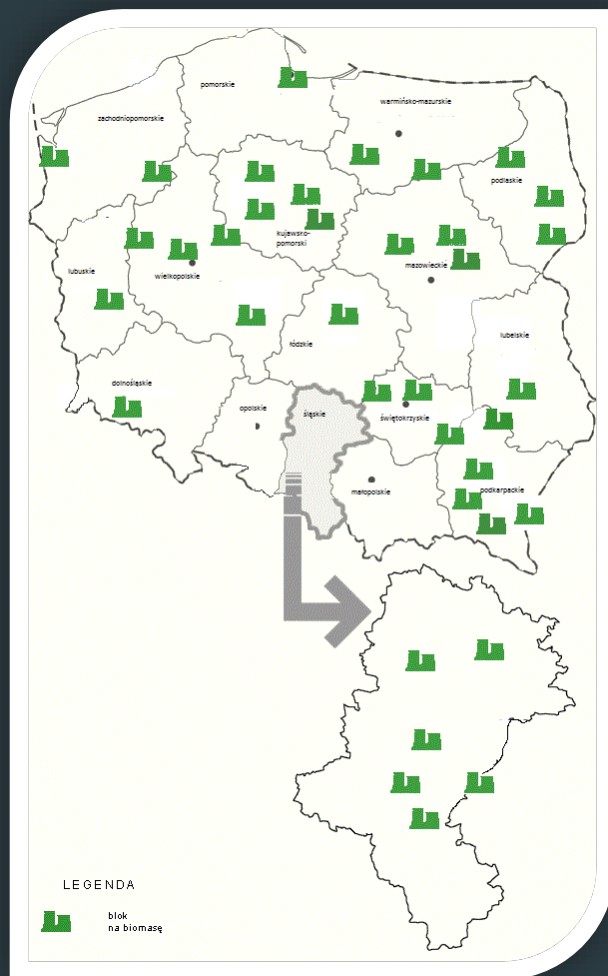 pomorskie
warmińsko-mazurskie
zachodniopomorskie
podlaskie
kujawsko-
pomorski
mazowieckie
lubuskie
wielkopolskie
lubelskie
łódzkie
dolnośląskie
opolskie
śląskie
świętokrzyskie
małopolskie
podkarpackie
LEGENDA
blok
na biomasę